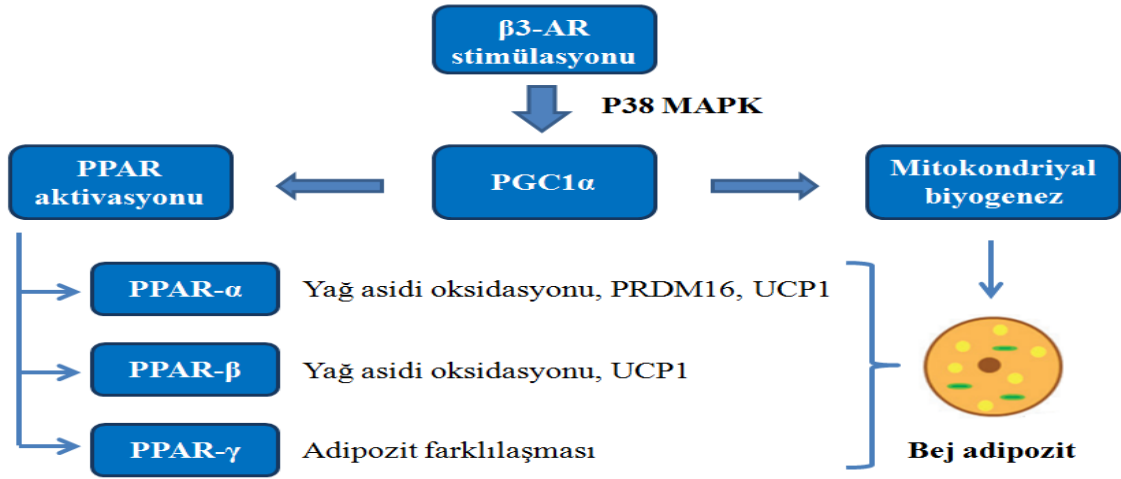 β3-AR
stimülasyonu
P38 MAPK
PPAR
aktivasyonu
PGC1α
Mitokondriyal
biyogenez
PPAR-α
Yağ asidi oksidasyonu, PRDM16, UCP1
PPAR-β
Yağ asidi oksidasyonu, UCP1
PPAR-γ
Adipozit farklılaşması
Bej adipozit